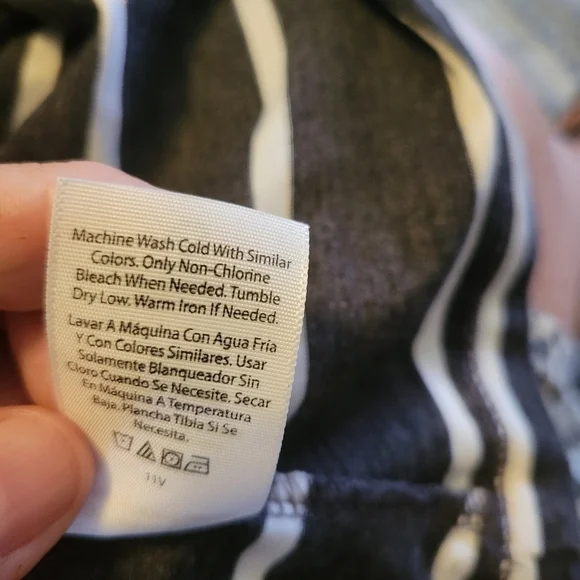 Machine Wash Cold With Similar
Colors. Only Non-Chlorine
Bleach When Needed. Tumble
Dry Low. Warm Iron If Needed.
Lavar A Máquina Con Agua Fría
Y Con Colores Similares. Usar
Solamente Blanqueador Sin
Cloro Cuando Se Necesite. Secar
En Máquina A Temperatura
Baja. Plancha Tibia Si Se
Necesita.
11V